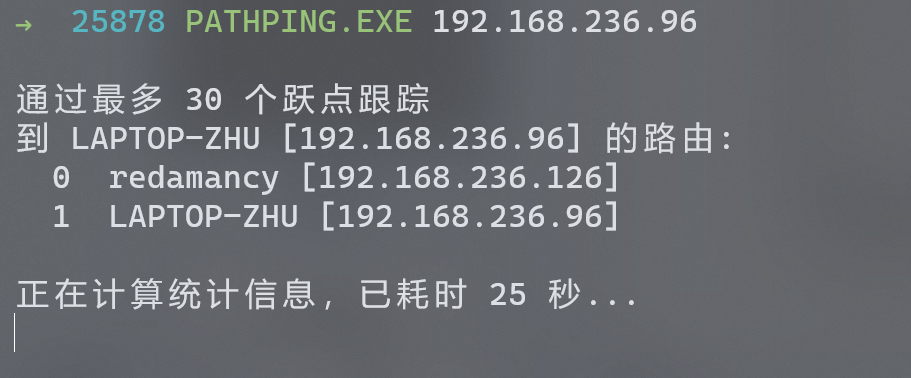 → 25878 PATHPING.EXE 192.168.236.96
通过最多 30 个跃点跟踪
到 LAPTOP-ZHU [192.168.236.96] 的路由:
0 redamancy [192.168.236.126]
1 LAPTOP-ZHU [192.168.236.96]
正在计算统计信息，已耗时 25 秒...